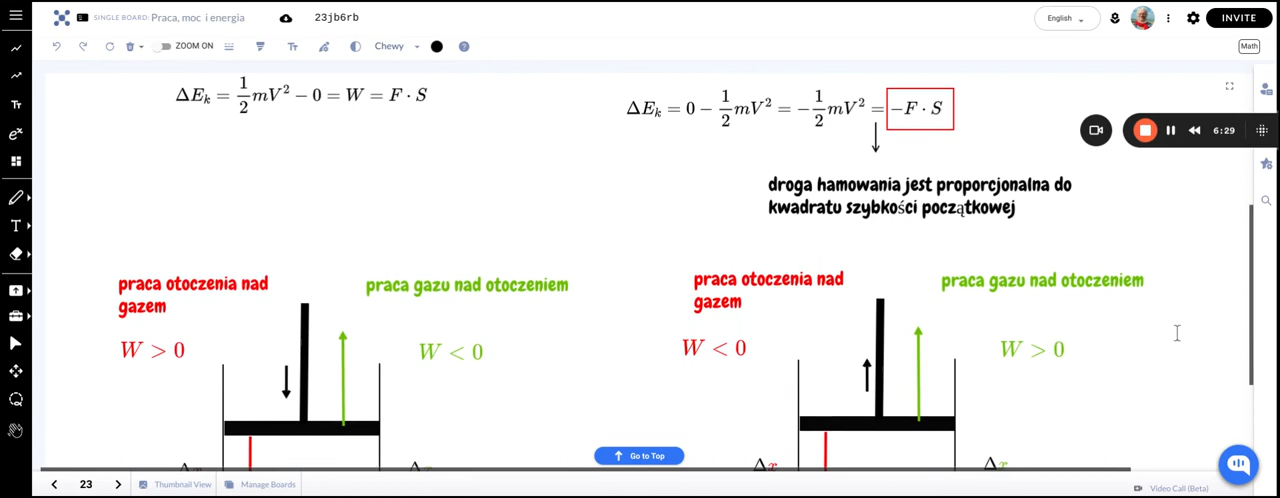 SINGLE BOARD: Praca, moc i energia
23jb6rb
English
INVITE
ZOOM ON
Chewy
Math
ΔE_k = 1/2 mV² − 0 = W = F · S
ΔE_k = 0 − 1/2 mV² = −1/2 mV² = −F · S
6:29
droga hamowania jest proporcjonalna do
kwadratu szybkości początkowej
praca otoczenia nad
gazem
praca gazu nad otoczeniem
praca otoczenia nad
gazem
praca gazu nad otoczeniem
W > 0
W < 0
W < 0
W > 0
Δx
Δx
Go to Top
23
Thumbnail View
Manage Boards
Video Call (Beta)